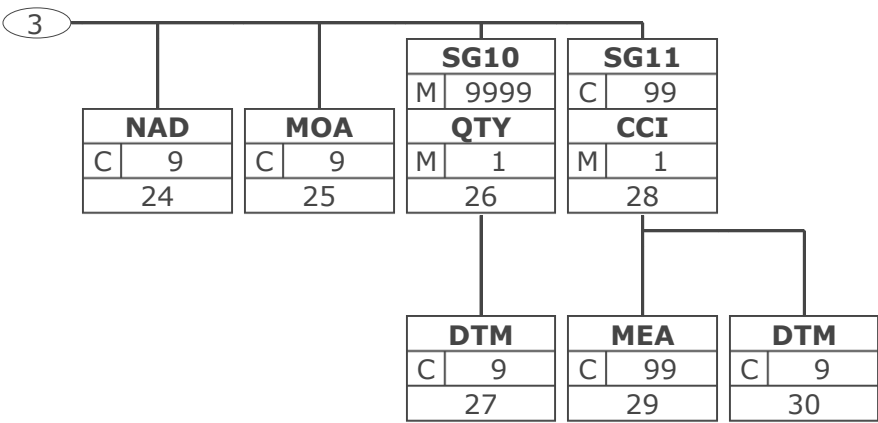 3
SG10 SG11
M 9999 C 99
NAD MOA QTY CCI
C 9 C 9 M 1 M 1
24 25 26 28
DTM MEA DTM
C 9 C 99 C 9
27 29 30